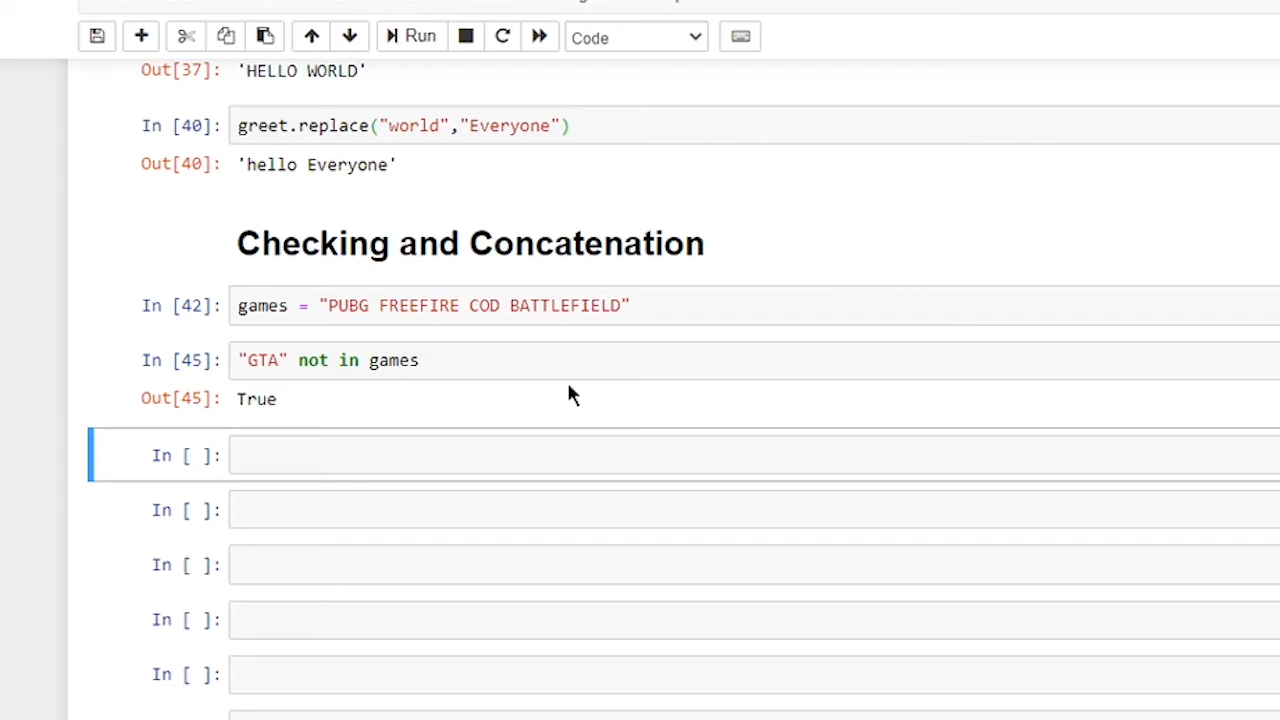 Run
Code
Out[37]: 'HELLO WORLD'
In [40]: greet.replace("world","Everyone")
Out[40]: 'hello Everyone'
Checking and Concatenation
In [42]: games = "PUBG FREEFIRE COD BATTLEFIELD"
In [45]: "GTA" not in games
Out[45]: True
In [ ]:
In [ ]:
In [ ]:
In [ ]:
In [ ]: